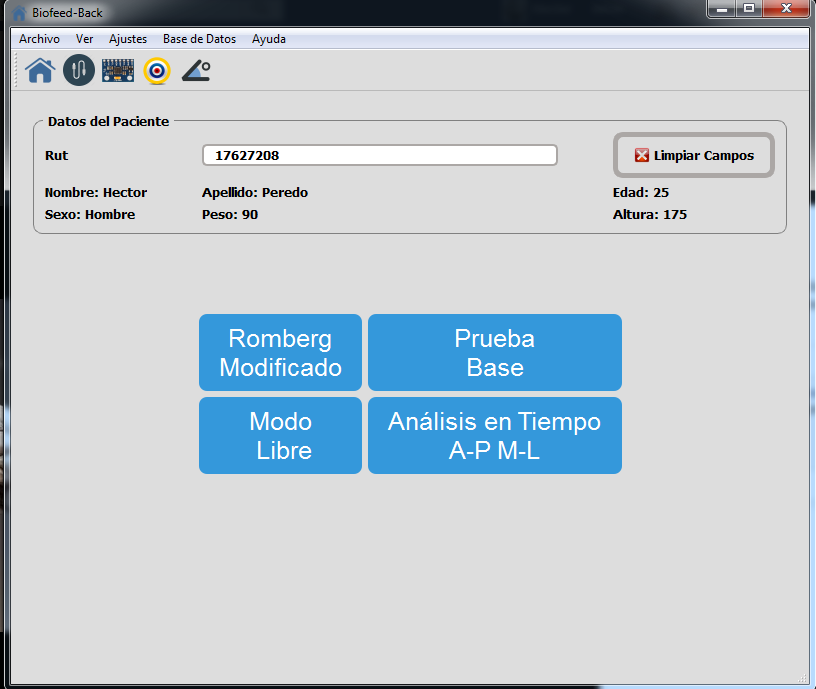 Biofeed-Back
Archivo Ver Ajustes Base de Datos Ayuda
Datos del Paciente
Rut 17627208 Limpiar Campos
Nombre: Hector Apellido: Peredo Edad: 25
Sexo: Hombre Peso: 90 Altura: 175
Romberg
Modificado
Prueba
Base
Modo
Libre
Análisis en Tiempo
A-P M-L